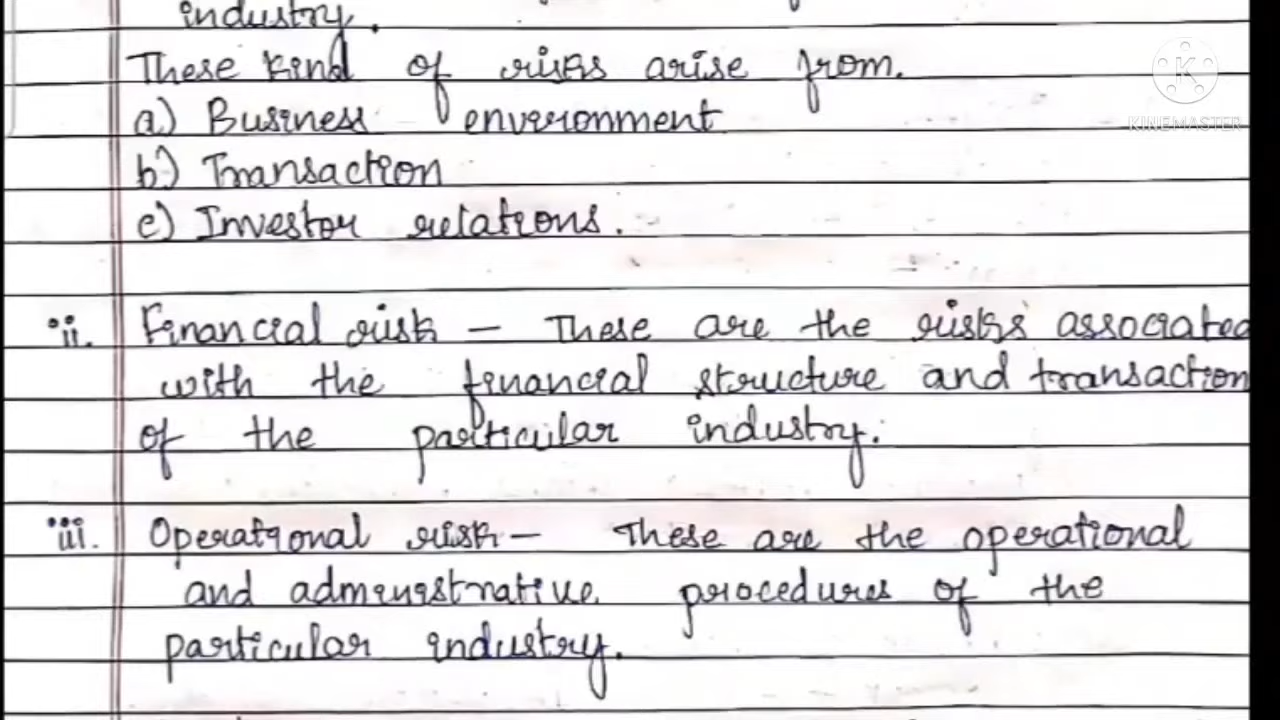 industry.
These kind of risks arise from.
a) Business environment
b) Transaction
c) Investor relations.
ii. Financial risk - These are the risks associated
with the financial structure and transaction
of the particular industry.
iii. Operational risk - These are the operational
and administrative procedures of the
particular industry.
KINEMASTER